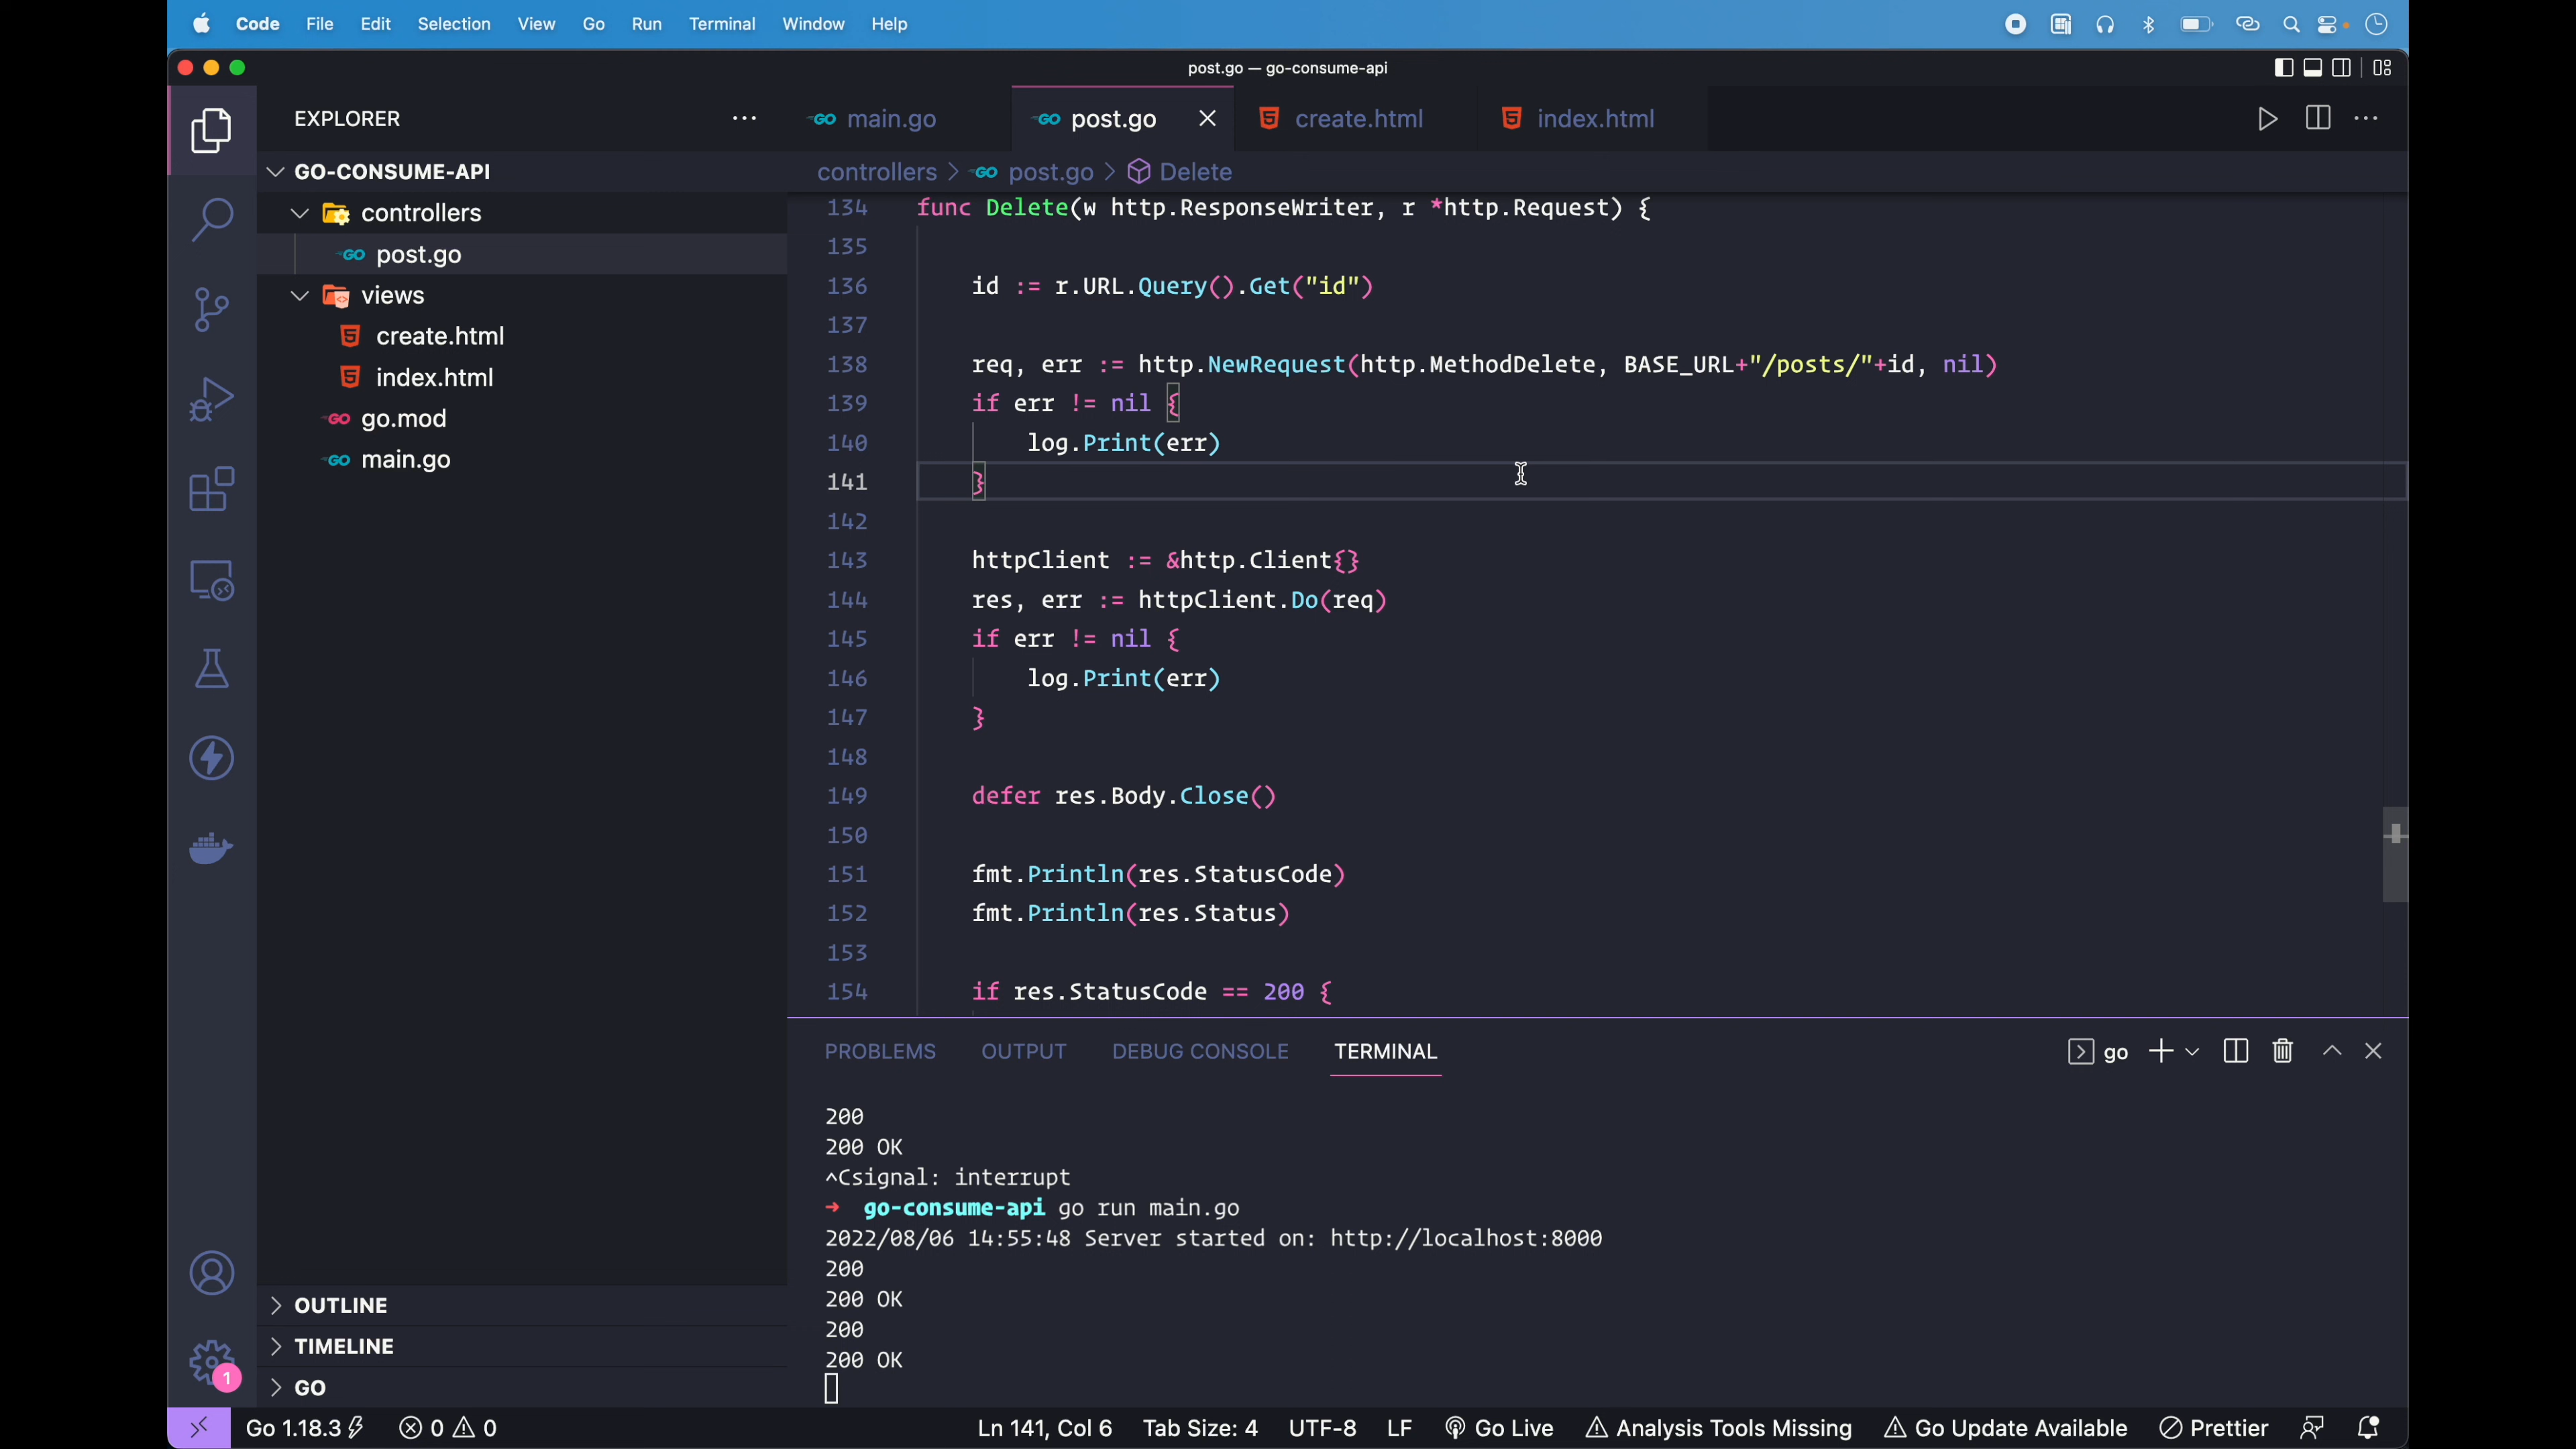 Code File Edit Selection View Go Run Terminal Window Help
post.go — go-consume-api
EXPLORER
main.go
post.go
create.html
index.html
GO-CONSUME-API
controllers
post.go
views
create.html
index.html
go.mod
main.go
OUTLINE
TIMELINE
GO
1
controllers > post.go > Delete
134 func Delete(w http.ResponseWriter, r *http.Request) {
135
136 id := r.URL.Query().Get("id")
137
138 req, err := http.NewRequest(http.MethodDelete, BASE_URL+"/posts/"+id, nil)
139 if err != nil {
140 log.Print(err)
141 }
142
143 httpClient := &http.Client{}
144 res, err := httpClient.Do(req)
145 if err != nil {
146 log.Print(err)
147 }
148
149 defer res.Body.Close()
150
151 fmt.Println(res.StatusCode)
152 fmt.Println(res.Status)
153
154 if res.StatusCode == 200 {
PROBLEMS OUTPUT DEBUG CONSOLE TERMINAL
go
200
200 OK
^Csignal: interrupt
➜ go-consume-api go run main.go
2022/08/06 14:55:48 Server started on: http://localhost:8000
200
200 OK
200
200 OK
Go 1.18.3 0 0 Ln 141, Col 6 Tab Size: 4 UTF-8 LF Go Live Analysis Tools Missing Go Update Available Prettier